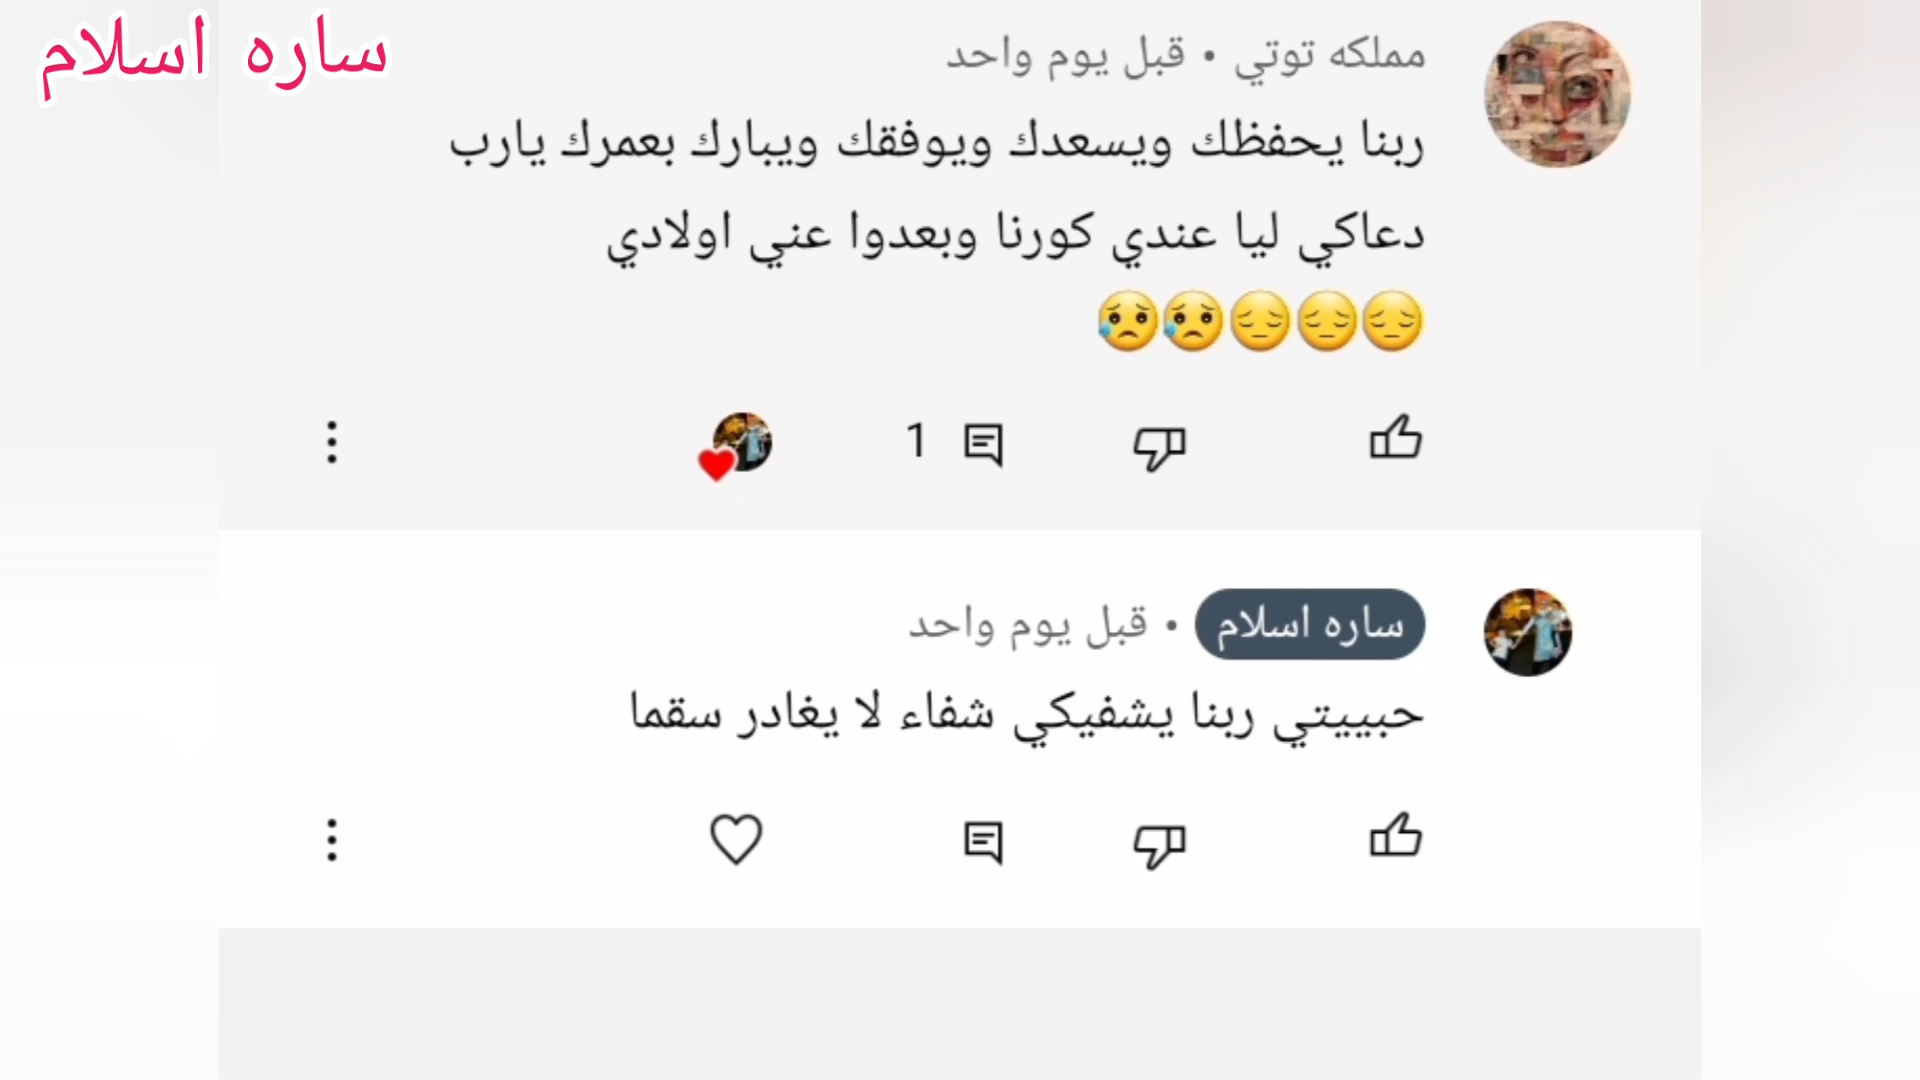 ساره اسلام
مملكه توتي • قبل يوم واحد
ربنا يحفظك ويسعدك ويوفقك ويبارك بعمرك يارب
دعاكي ليا عندي كورنا وبعدوا عني اولادي
😔😔😔😥😥
1
ساره اسلام • قبل يوم واحد
حبيييتي ربنا يشفيكي شفاء لا يغادر سقما